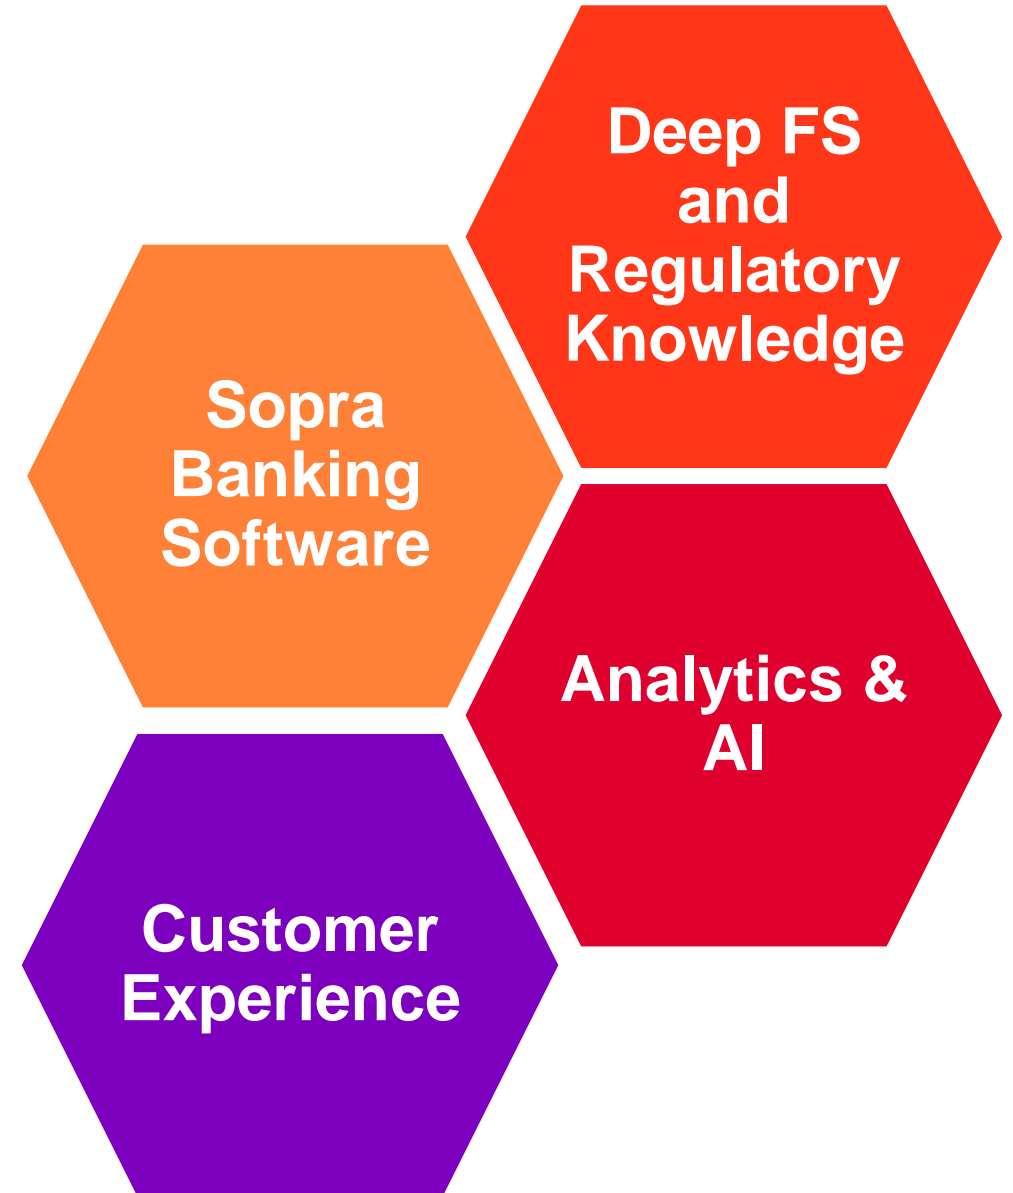 Deep FS
and
Regulatory
Knowledge
Sopra
Banking
Software
Analytics &
AI
Customer
Experience